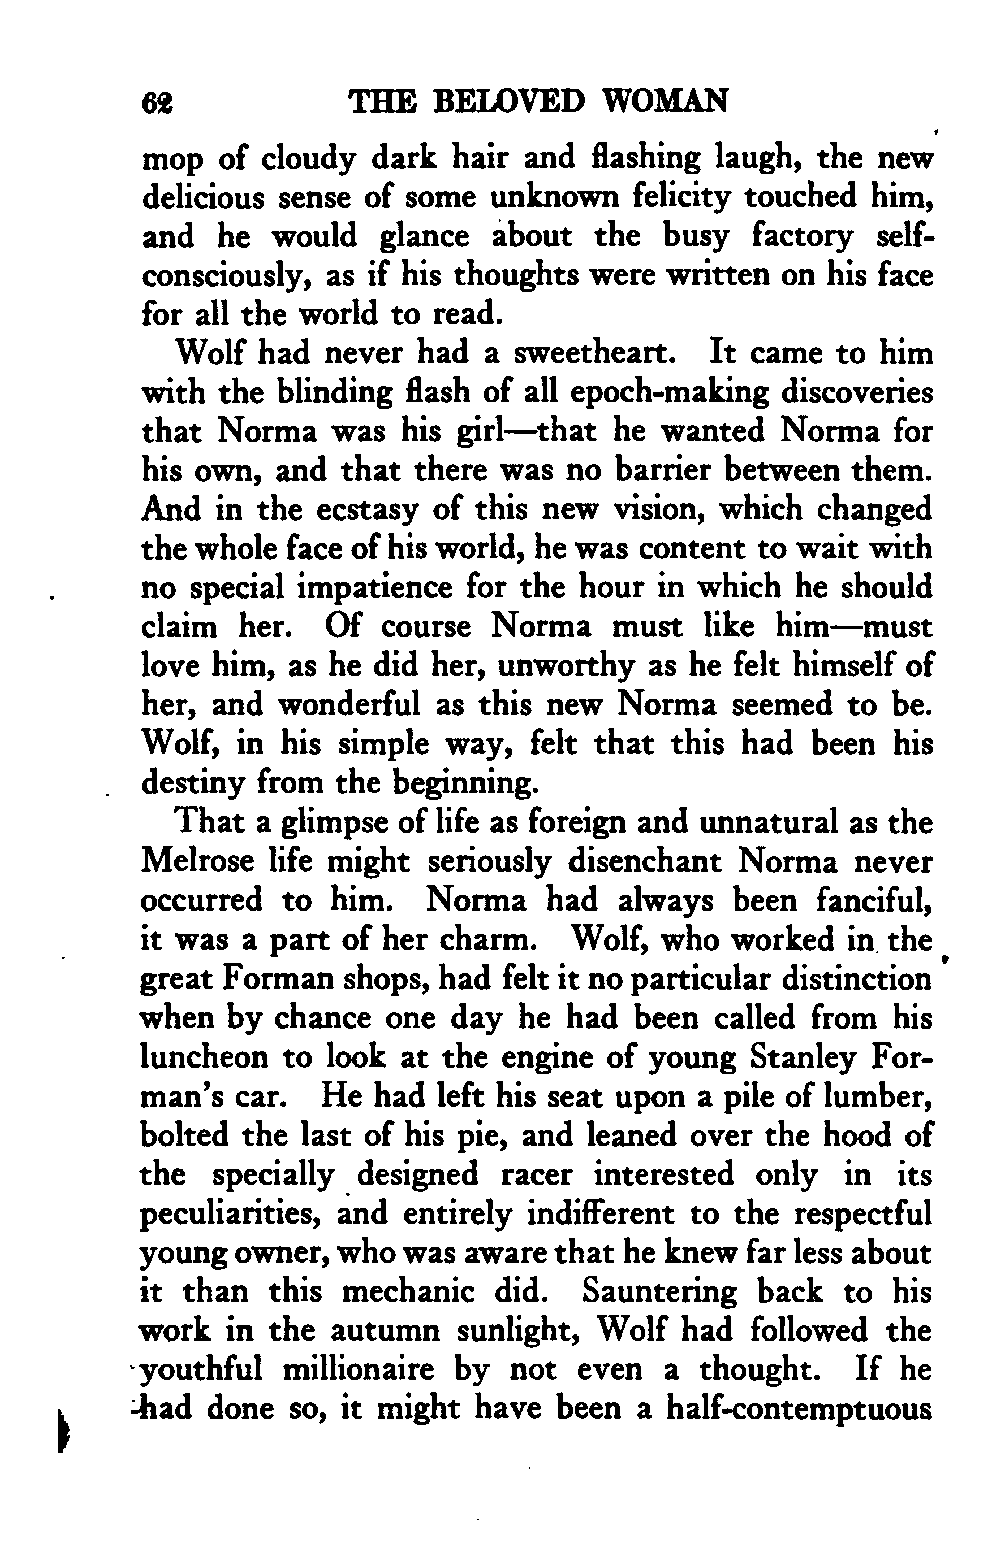 62 THE BELOVED WOMAN
mop of cloudy dark hair and flashing laugh, the new
delicious sense of some unknown felicity touched him,
and he would glance about the busy factory self-
consciously, as if his thoughts were written on his face
for all the world to read.
Wolf had never had a sweetheart. It came to him
with the blinding flash of all epoch-making discoveries
that Norma was his girl—that he wanted Norma for
his own, and that there was no barrier between them.
And in the ecstasy of this new vision, which changed
the whole face of his world, he was content to wait with
no special impatience for the hour in which he should
claim her. Of course Norma must like him—must
love him, as he did her, unworthy as he felt himself of
her, and wonderful as this new Norma seemed to be.
Wolf, in his simple way, felt that this had been his
destiny from the beginning.
That a glimpse of life as foreign and unnatural as the
Melrose life might seriously disenchant Norma never
occurred to him. Norma had always been fanciful,
it was a part of her charm. Wolf, who worked in the
great Forman shops, had felt it no particular distinction
when by chance one day he had been called from his
luncheon to look at the engine of young Stanley For-
man's car. He had left his seat upon a pile of lumber,
bolted the last of his pie, and leaned over the hood of
the specially designed racer interested only in its
peculiarities, and entirely indifferent to the respectful
young owner, who was aware that he knew far less about
it than this mechanic did. Sauntering back to his
work in the autumn sunlight, Wolf had followed the
youthful millionaire by not even a thought. If he
had done so, it might have been a half-contemptuous